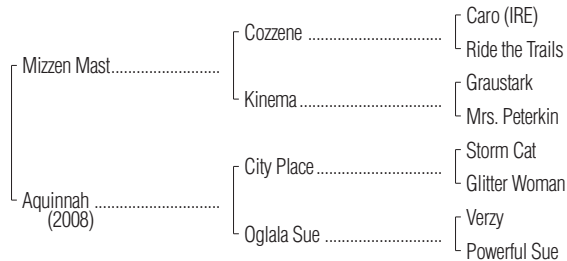 Caro (IRE)
Cozzene
Ride the Trails
Mizzen Mast
Graustark
Kinema
Mrs. Peterkin
Storm Cat
City Place
Glitter Woman
Aquinnah
(2008)
Verzy
Oglala Sue
Powerful Sue